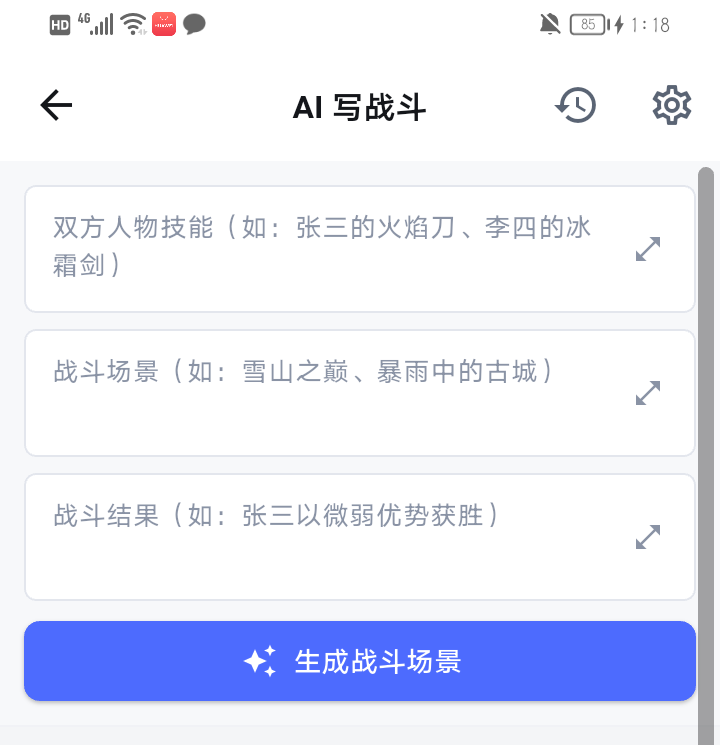 HD 4G HUAWEI 85 1:18
AI 写战斗
双方人物技能（如：张三的火焰刀、李四的冰
霜剑）
战斗场景（如：雪山之巅、暴雨中的古城）
战斗结果（如：张三以微弱优势获胜）
生成战斗场景